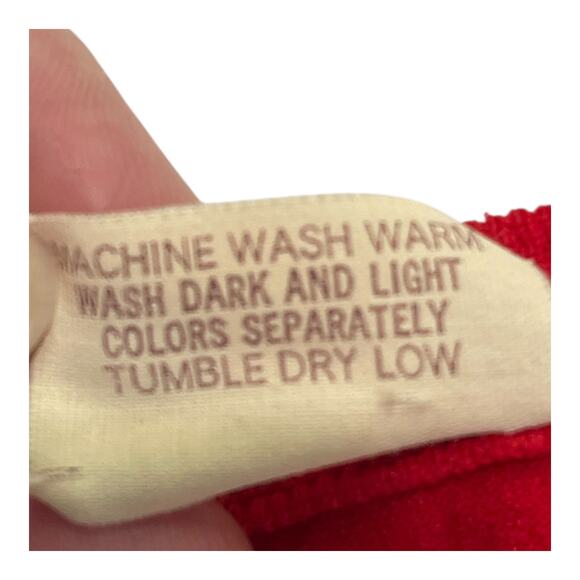 MACHINE WASH WARM
WASH DARK AND LIGHT
COLORS SEPARATELY
TUMBLE DRY LOW